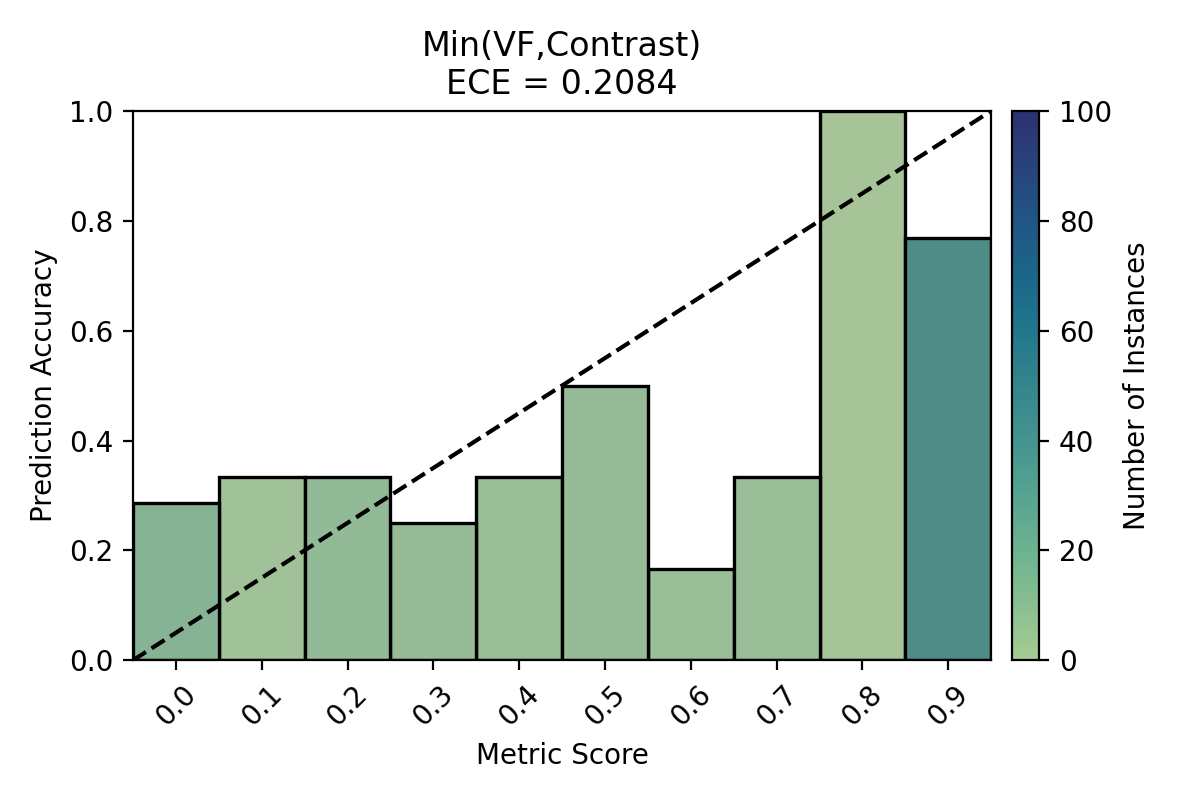 Min(VF,Contrast)
ECE = 0.2084
Prediction Accuracy
1.0
0.8
0.6
0.4
0.2
0.0
0.0 0.1 0.2 0.3 0.4 0.5 0.6 0.7 0.8 0.9
Metric Score
100
80
60
40
20
0
Number of Instances